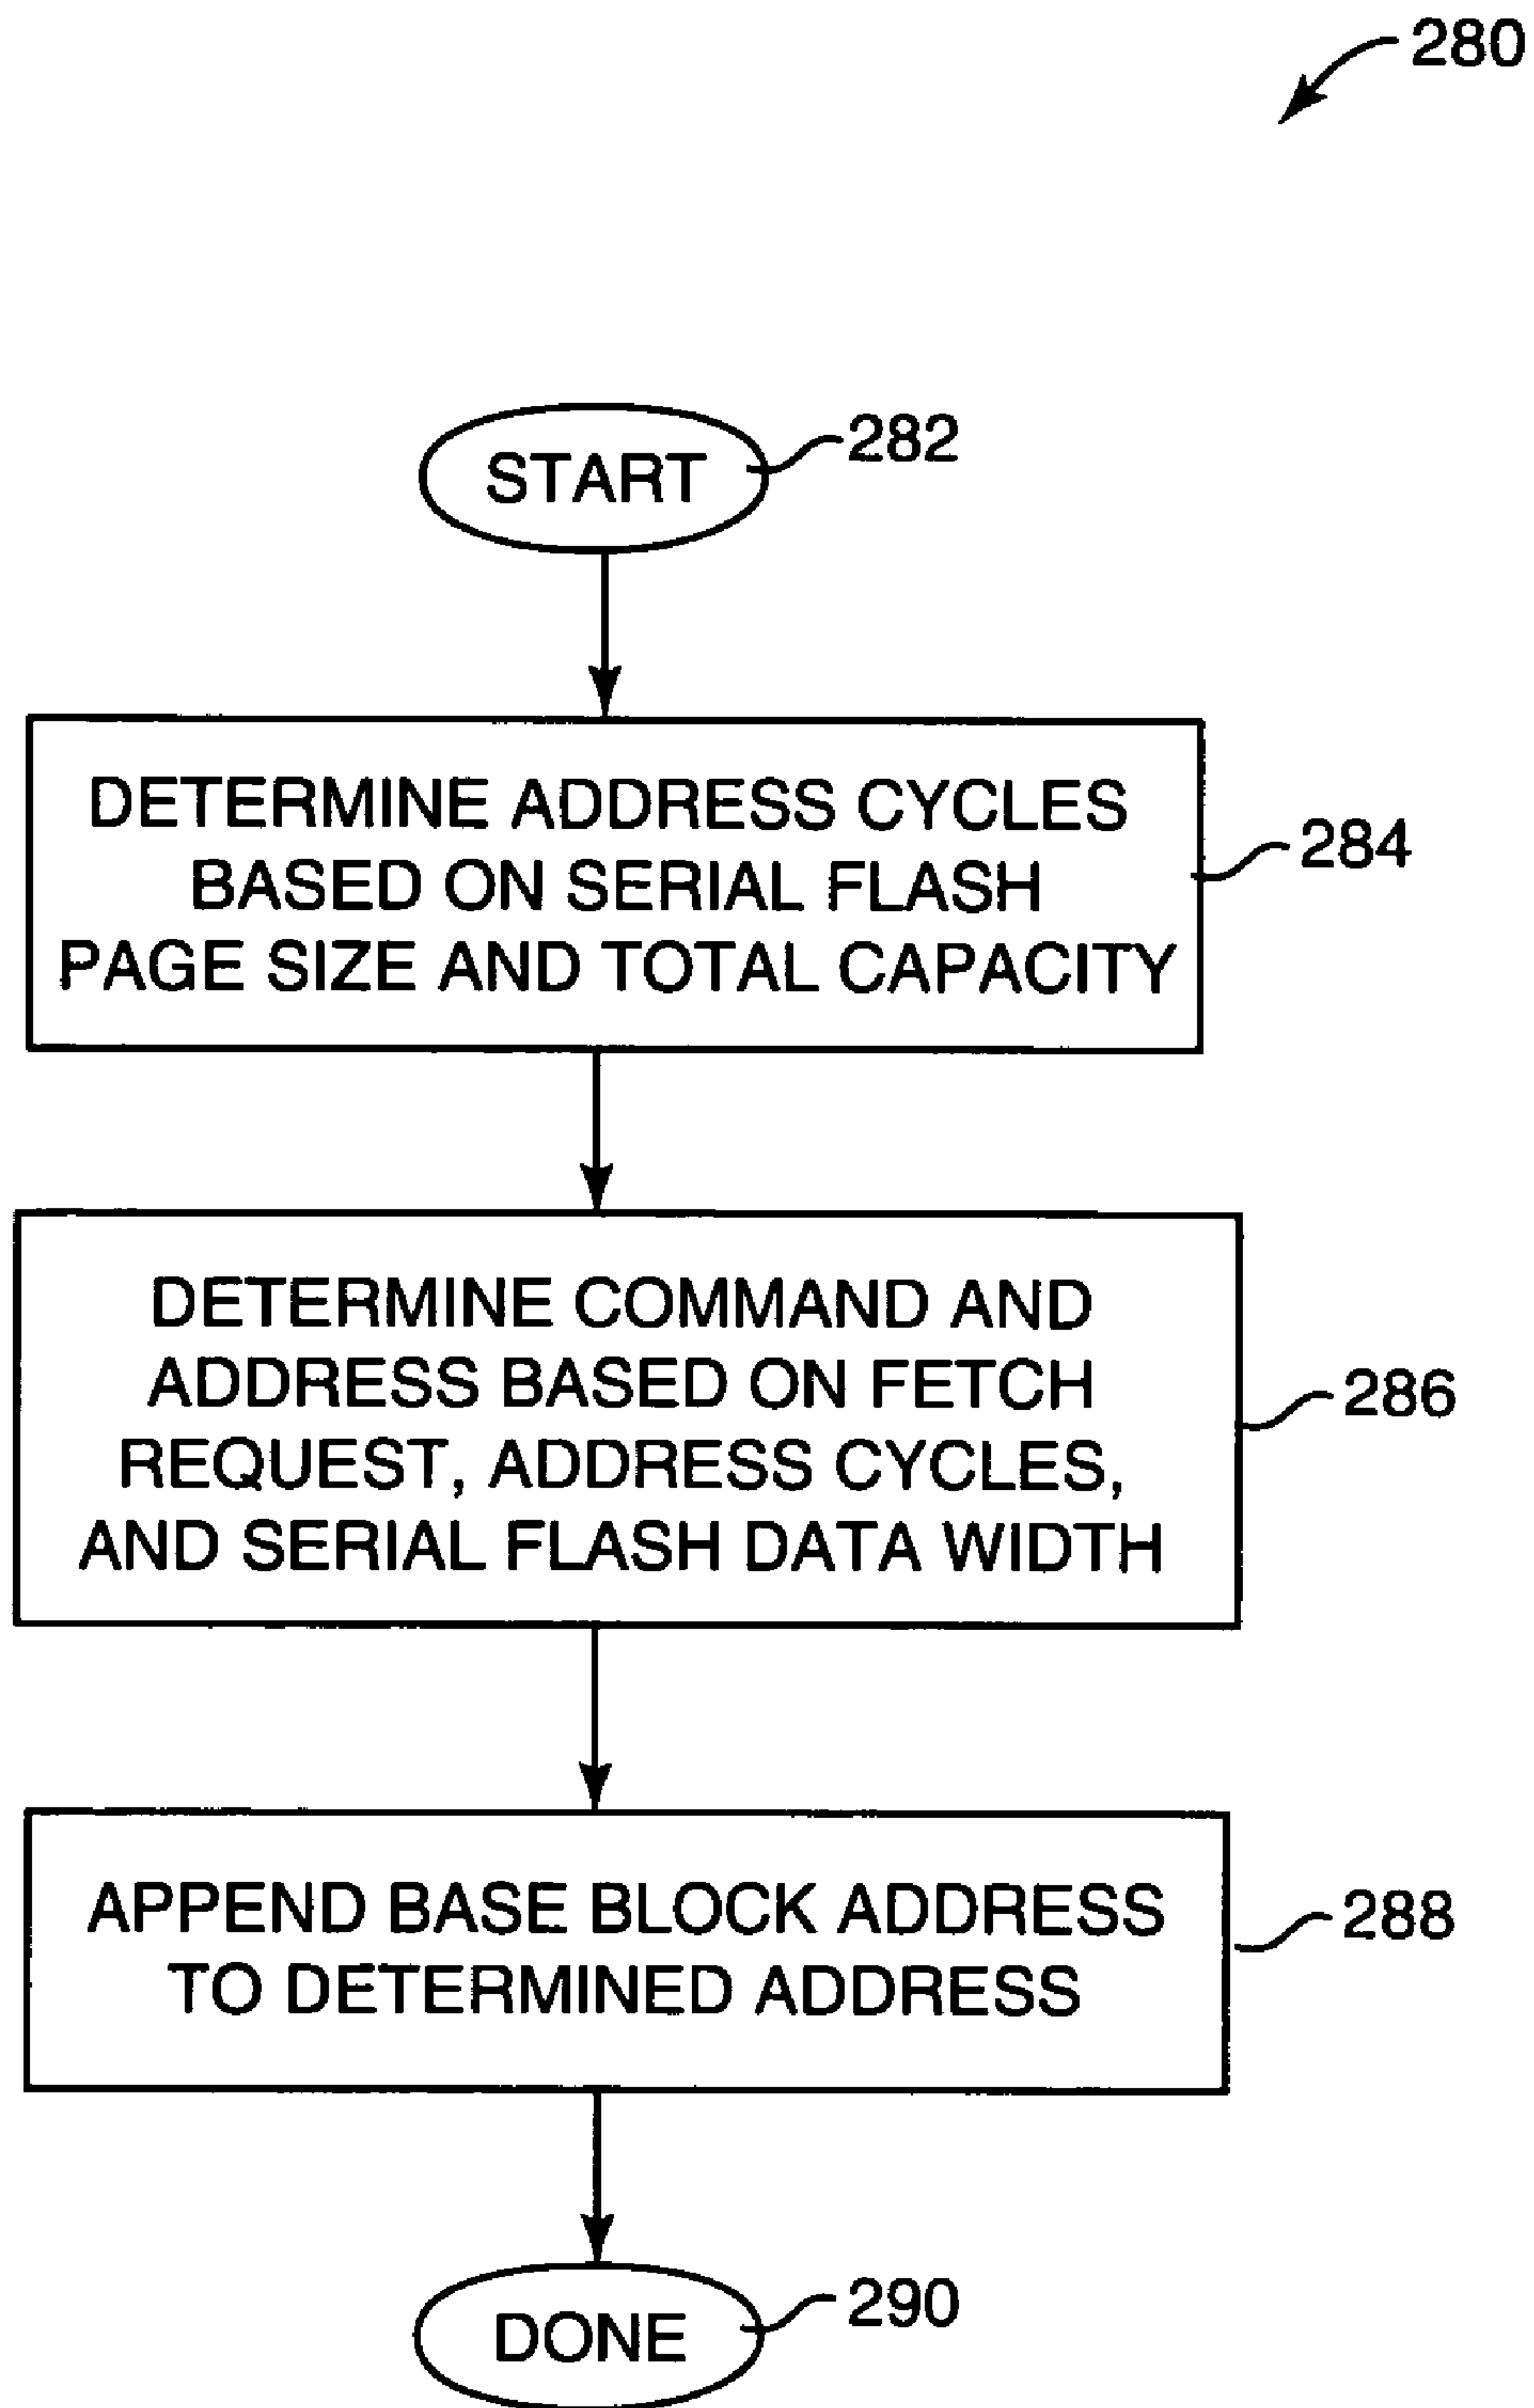 280
START
282
DETERMINE ADDRESS CYCLES
BASED ON SERIAL FLASH
PAGE SIZE AND TOTAL CAPACITY
284
DETERMINE COMMAND AND
ADDRESS BASED ON FETCH
REQUEST, ADDRESS CYCLES,
AND SERIAL FLASH DATA WIDTH
286
APPEND BASE BLOCK ADDRESS
TO DETERMINED ADDRESS
288
DONE
290